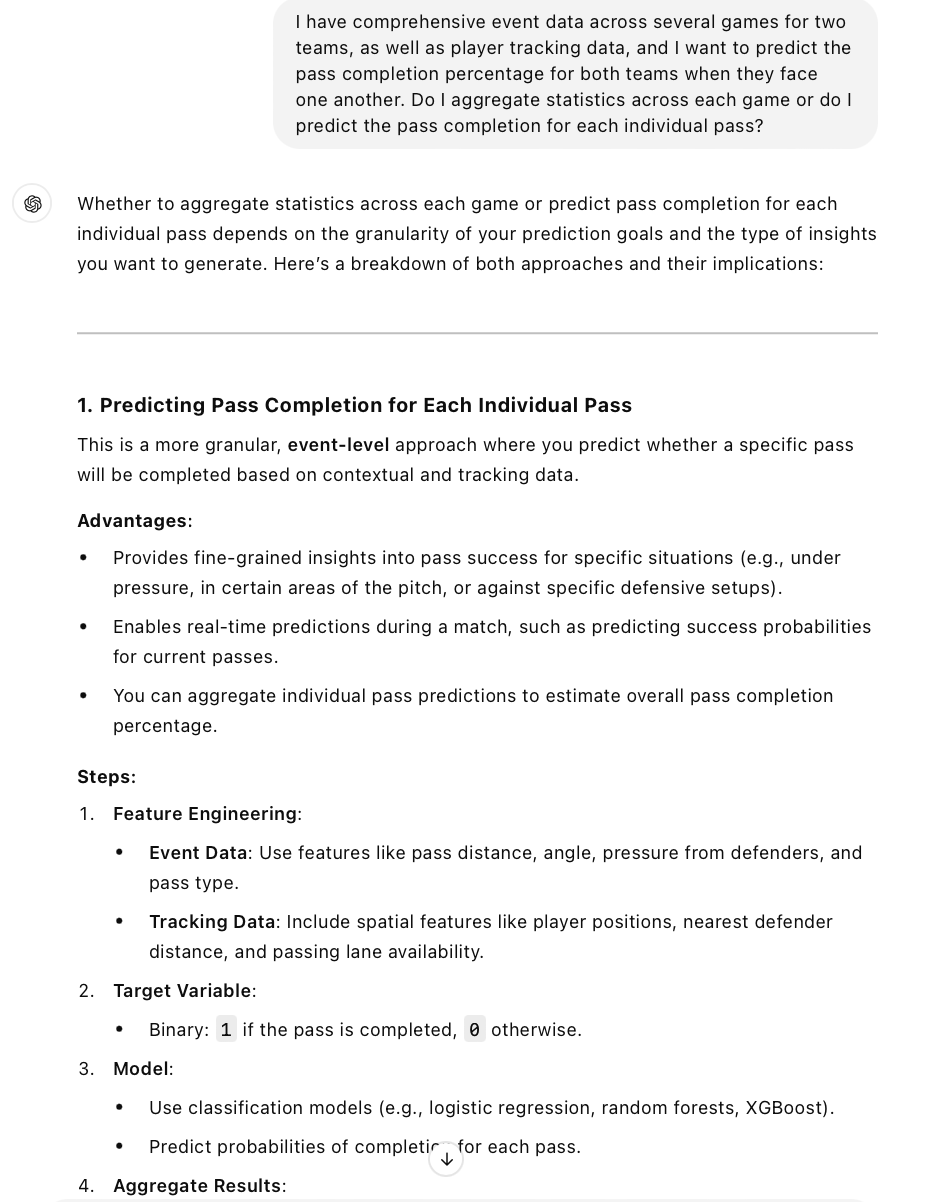 I have comprehensive event data across several games for two
teams, as well as player tracking data, and I want to predict the
pass completion percentage for both teams when they face
one another. Do I aggregate statistics across each game or do I
predict the pass completion for each individual pass?
Whether to aggregate statistics across each game or predict pass completion for each
individual pass depends on the granularity of your prediction goals and the type of insights
you want to generate. Here’s a breakdown of both approaches and their implications:
1. Predicting Pass Completion for Each Individual Pass
This is a more granular, event-level approach where you predict whether a specific pass
will be completed based on contextual and tracking data.
Advantages:
• Provides fine-grained insights into pass success for specific situations (e.g., under
pressure, in certain areas of the pitch, or against specific defensive setups).
• Enables real-time predictions during a match, such as predicting success probabilities
for current passes.
• You can aggregate individual pass predictions to estimate overall pass completion
percentage.
Steps:
1. Feature Engineering:
• Event Data: Use features like pass distance, angle, pressure from defenders, and
pass type.
• Tracking Data: Include spatial features like player positions, nearest defender
distance, and passing lane availability.
2. Target Variable:
• Binary: 1 if the pass is completed, 0 otherwise.
3. Model:
• Use classification models (e.g., logistic regression, random forests, XGBoost).
• Predict probabilities of completion for each pass.
4. Aggregate Results: